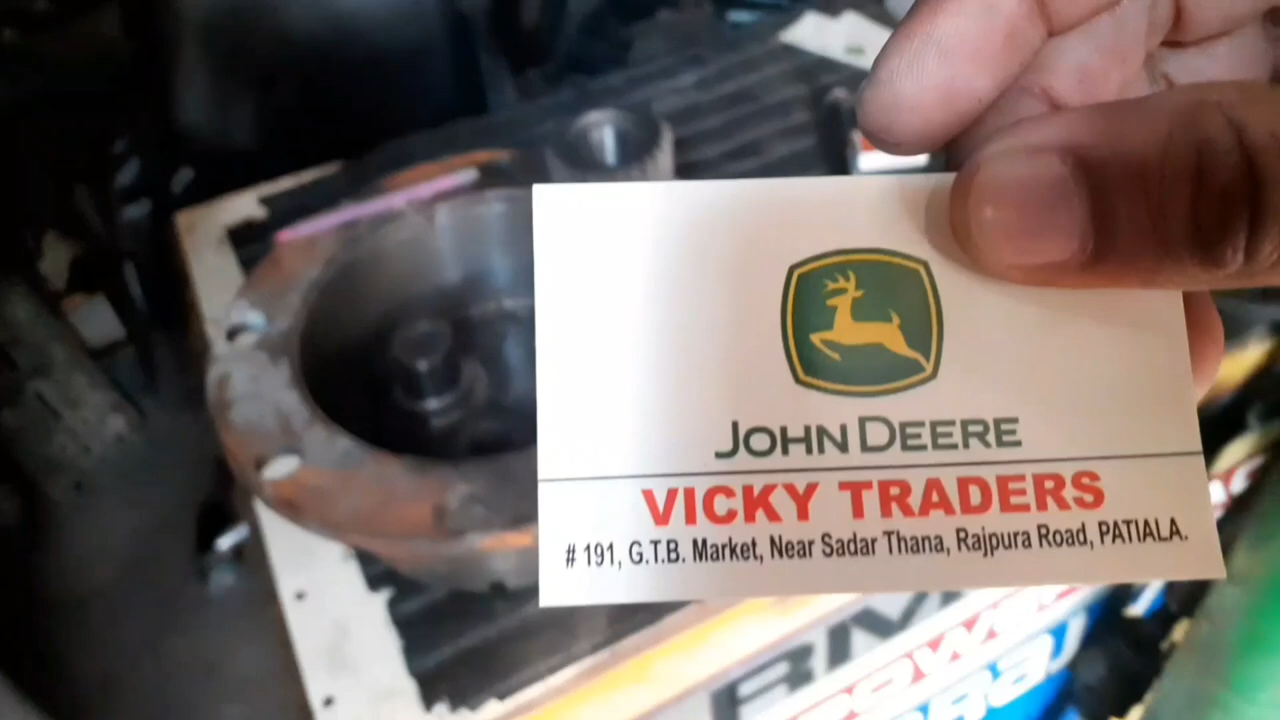 JOHN DEERE
VICKY TRADERS
# 191, G.T.B. Market, Near Sadar Thana, Rajpura Road, PATIALA.